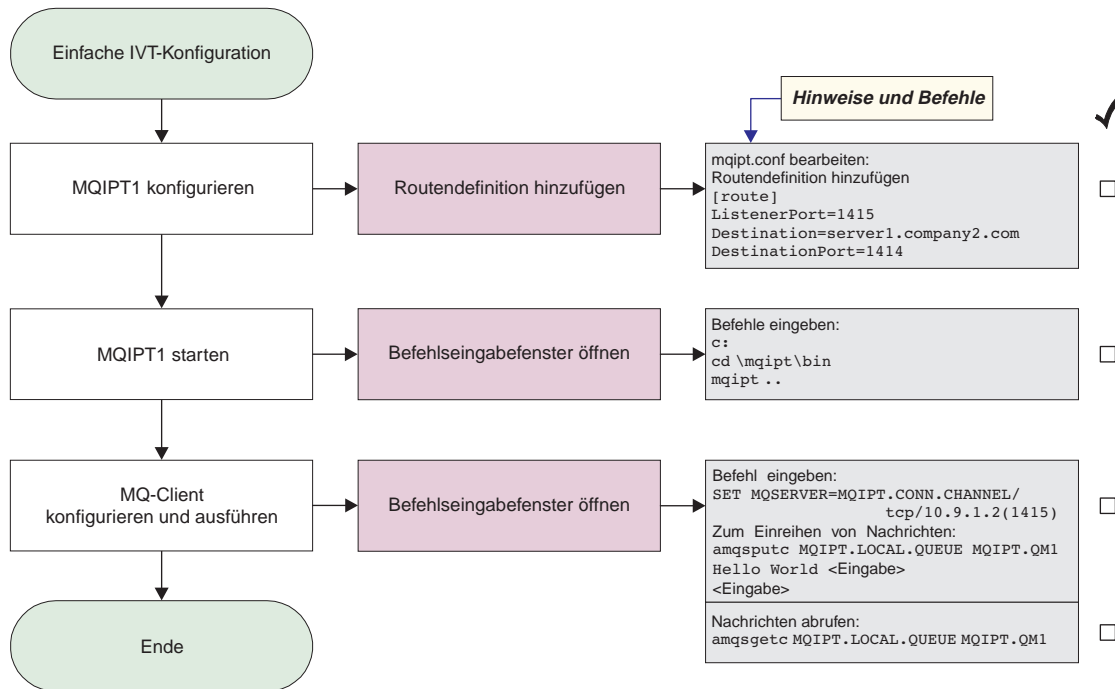 Einfache IVT-Konfiguration
Hinweise und Befehle
MQIPT1 konfigurieren
Routendefinition hinzufügen
mqipt.conf bearbeiten:
Routendefinition hinzufügen
[route]
ListenerPort=1415
Destination=server1.company2.com
DestinationPort=1414
MQIPT1 starten
Befehlseingabefenster öffnen
Befehle eingeben:
c:
cd \mqipt\bin
mqipt ..
MQ-Client
konfigurieren und ausführen
Befehlseingabefenster öffnen
Befehl eingeben:
SET MQSERVER=MQIPT.CONN.CHANNEL/
tcp/10.9.1.2(1415)
Zum Einreihen von Nachrichten:
amqsputc MQIPT.LOCAL.QUEUE MQIPT.QM1
Hello World <Eingabe>
<Eingabe>
Ende
Nachrichten abrufen:
amqsgetc MQIPT.LOCAL.QUEUE MQIPT.QM1